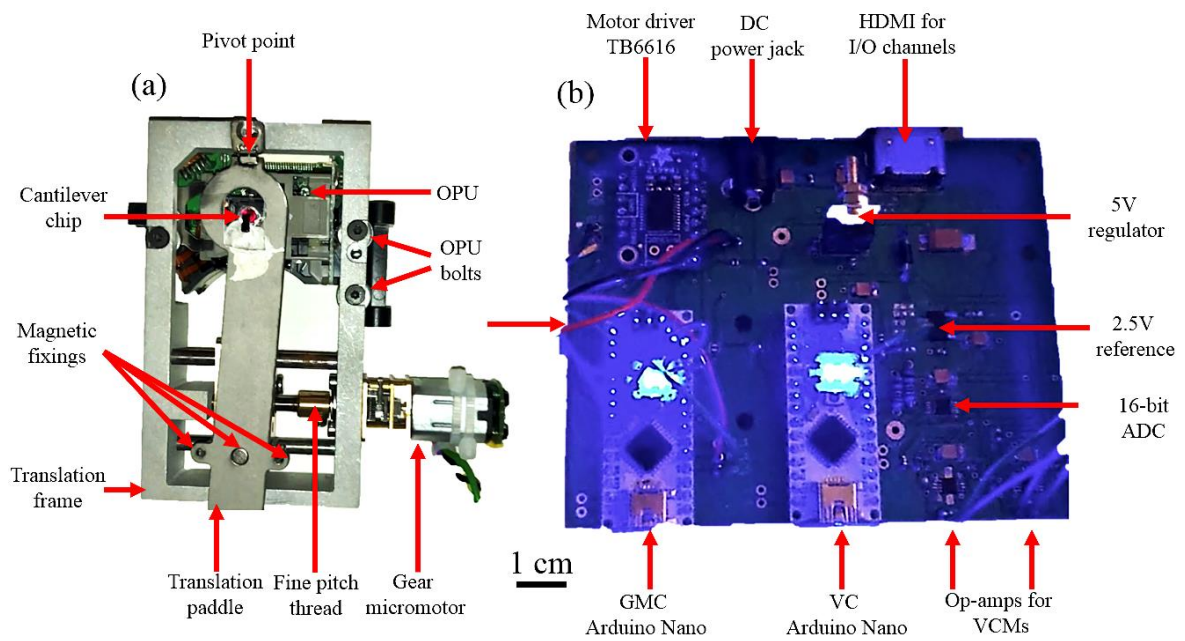 Pivot point
(a)
Cantilever
chip
OPU
OPU
bolts
Magnetic
fixings
Translation
frame
Translation
paddle
Fine pitch
thread
Gear
micromotor
Motor driver
TB6616
DC
power jack
HDMI for
I/O channels
(b)
5V
regulator
2.5V
reference
16-bit
ADC
1 cm
GMC
Arduino Nano
VC
Arduino Nano
Op-amps for
VCMs